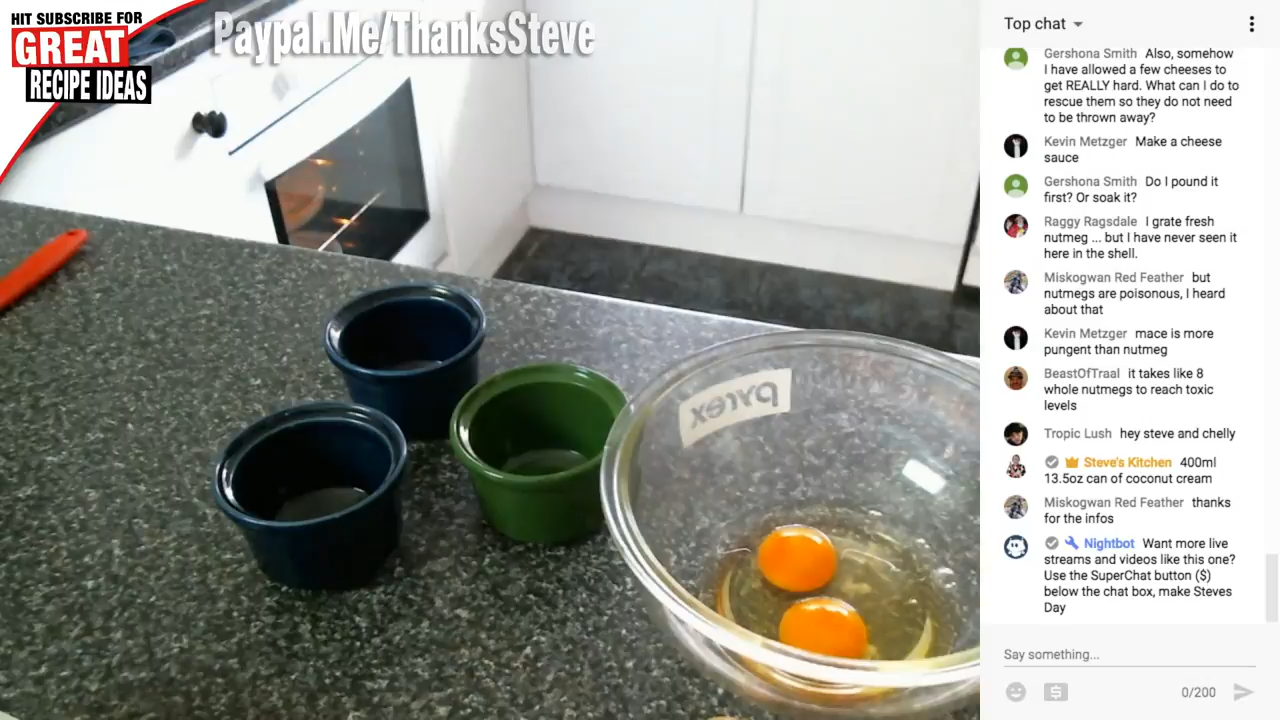 HIT SUBSCRIBE FOR
GREAT
RECIPE IDEAS
Paypal.Me/ThanksSteve
pyrex
Top chat
Gershona Smith Also, somehow
I have allowed a few cheeses to
get REALLY hard. What can I do to
rescue them so they do not need
to be thrown away?
Kevin Metzger Make a cheese
sauce
Gershona Smith Do I pound it
first? Or soak it?
Raggy Ragsdale I grate fresh
nutmeg ... but I have never seen it
here in the shell.
Miskogwan Red Feather but
nutmegs are poisonous, I heard
about that
Kevin Metzger mace is more
pungent than nutmeg
BeastOfTraal it takes like 8
whole nutmegs to reach toxic
levels
Tropic Lush hey steve and chelly
Steve's Kitchen 400ml
13.5oz can of coconut cream
Miskogwan Red Feather thanks
for the infos
Nightbot Want more live
streams and videos like this one?
Use the SuperChat button ($)
below the chat box, make Steves
Day
Say something...
0/200